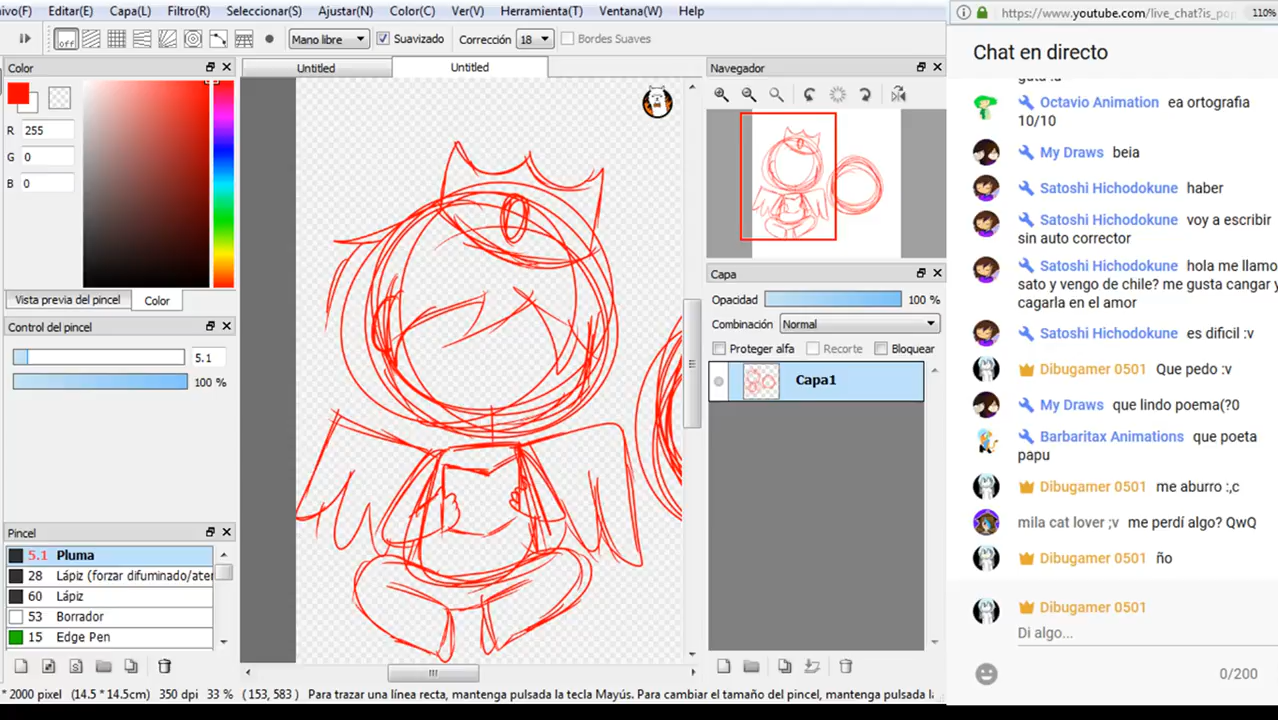 ivo(F) Editar(E) Capa(L) Filtro(R) Seleccionar(S) Ajustar(N) Color(C) Ver(V) Herramienta(T) Ventana(W) Help
off Mano libre Suavizado Corrección 18 Bordes Suaves
Color
R 255
G 0
B 0
Vista previa del pincel Color
Control del pincel
5.1
100 %
Pincel
5.1 Pluma
28 Lápiz (forzar difuminado/ater
60 Lápiz
53 Borrador
15 Edge Pen
Untitled Untitled
Navegador
Capa
Opacidad 100 %
Combinación Normal
Proteger alfa Recorte Bloquear
Capa1
* 2000 pixel (14.5 * 14.5cm) 350 dpi 33 % (153, 583) Para trazar una línea recta, mantenga pulsada la tecla Mayús. Para cambiar el tamaño del pincel, mantenga pulsada l
https://www.youtube.com/live_chat?is_po 110%
Chat en directo
Octavio Animation ea ortografia
10/10
My Draws beia
Satoshi Hichodokune haber
Satoshi Hichodokune voy a escribir
sin auto corrector
Satoshi Hichodokune hola me llamo
sato y vengo de chile? me gusta cangar y
cagarla en el amor
Satoshi Hichodokune es dificil :v
Dibugamer 0501 Que pedo :v
My Draws que lindo poema(?0
Barbaritax Animations que poeta
papu
Dibugamer 0501 me aburro :,c
mila cat lover ;v me perdí algo? QwQ
Dibugamer 0501 ño
Dibugamer 0501
Di algo...
0/200